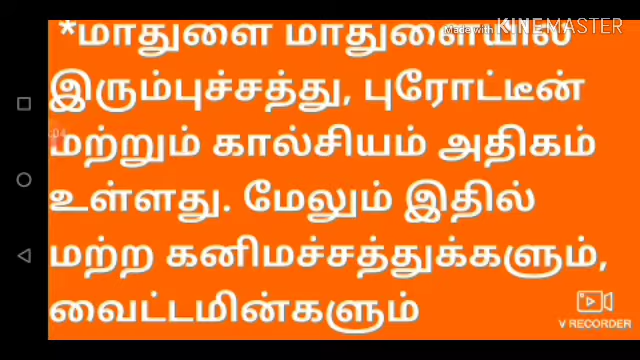 *மாதுளை மாதுளையில்
Made with KINEMASTER
இரும்புச்சத்து, புரோட்டீன்
மற்றும் கால்சியம் அதிகம்
உள்ளது. மேலும் இதில்
மற்ற கனிமச்சத்துக்களும்,
வைட்டமின்களும்
V RECORDER